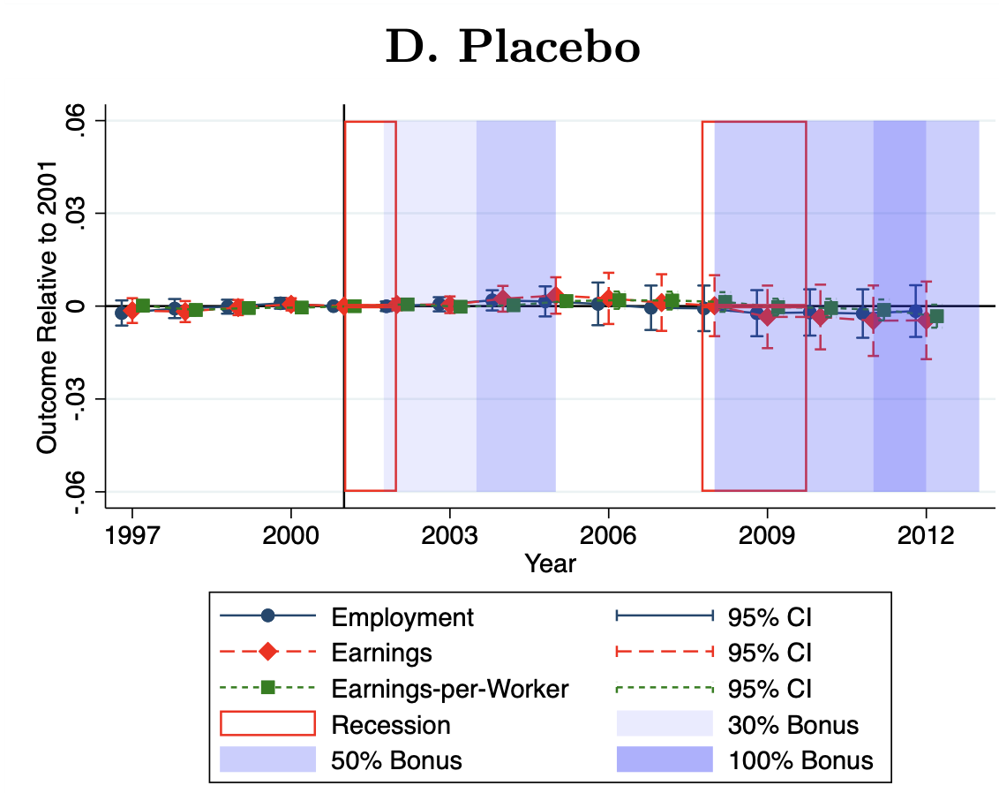 D. Placebo
Outcome Relative to 2001
.06
.03
0
-.03
-.06
1997 2000 2003 2006 2009 2012
Year
Employment 95% CI
Earnings 95% CI
Earnings-per-Worker 95% CI
Recession 30% Bonus
50% Bonus 100% Bonus